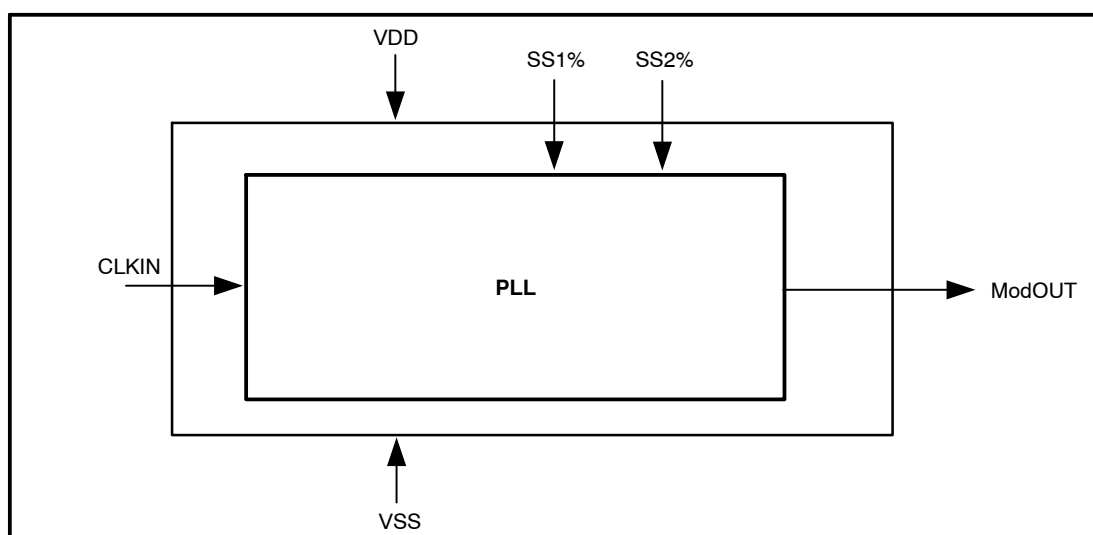 VDD
SS1%
SS2%
CLKIN
PLL
ModOUT
VSS